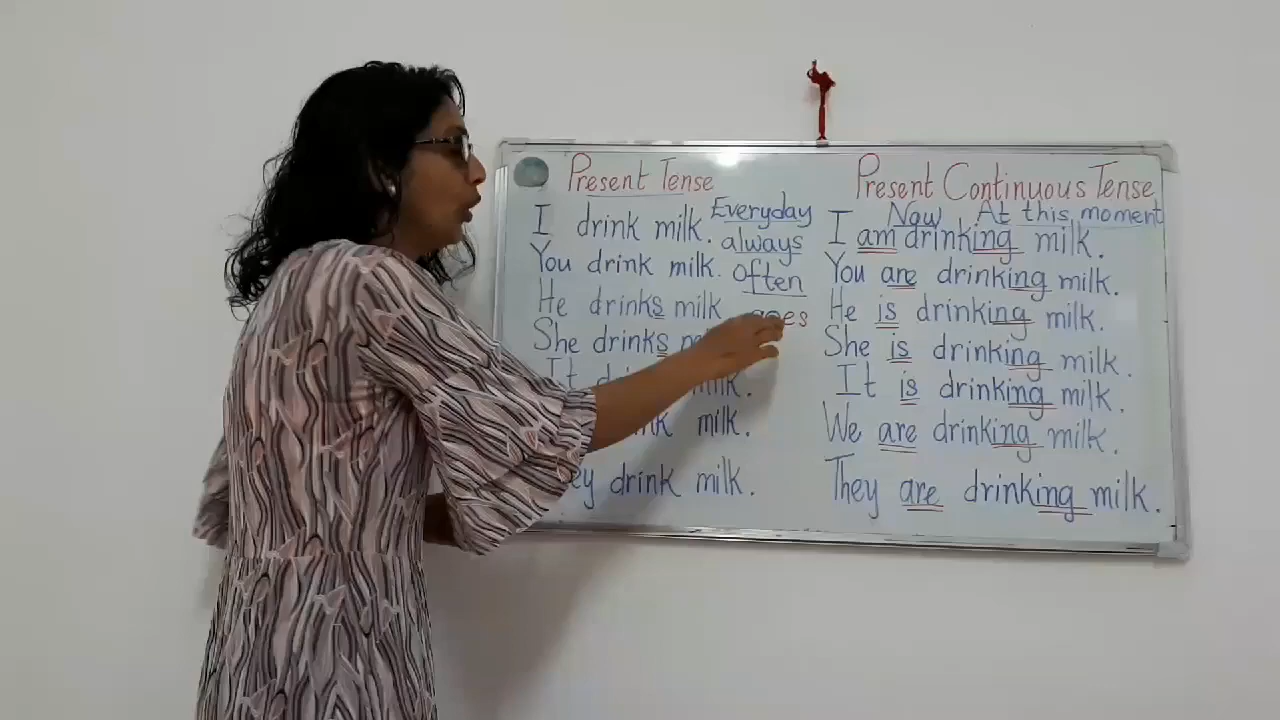 Present Tense
I drink milk. Everyday
always
You drink milk. Often
He drinks milk goes
She drinks
It milk.
milk.
drink milk.
Present Continuous Tense
Now At this moment
I am drinking milk.
You are drinking milk.
He is drinking milk.
She is drinking milk.
It is drinking milk.
We are drinking milk.
They are drinking milk.